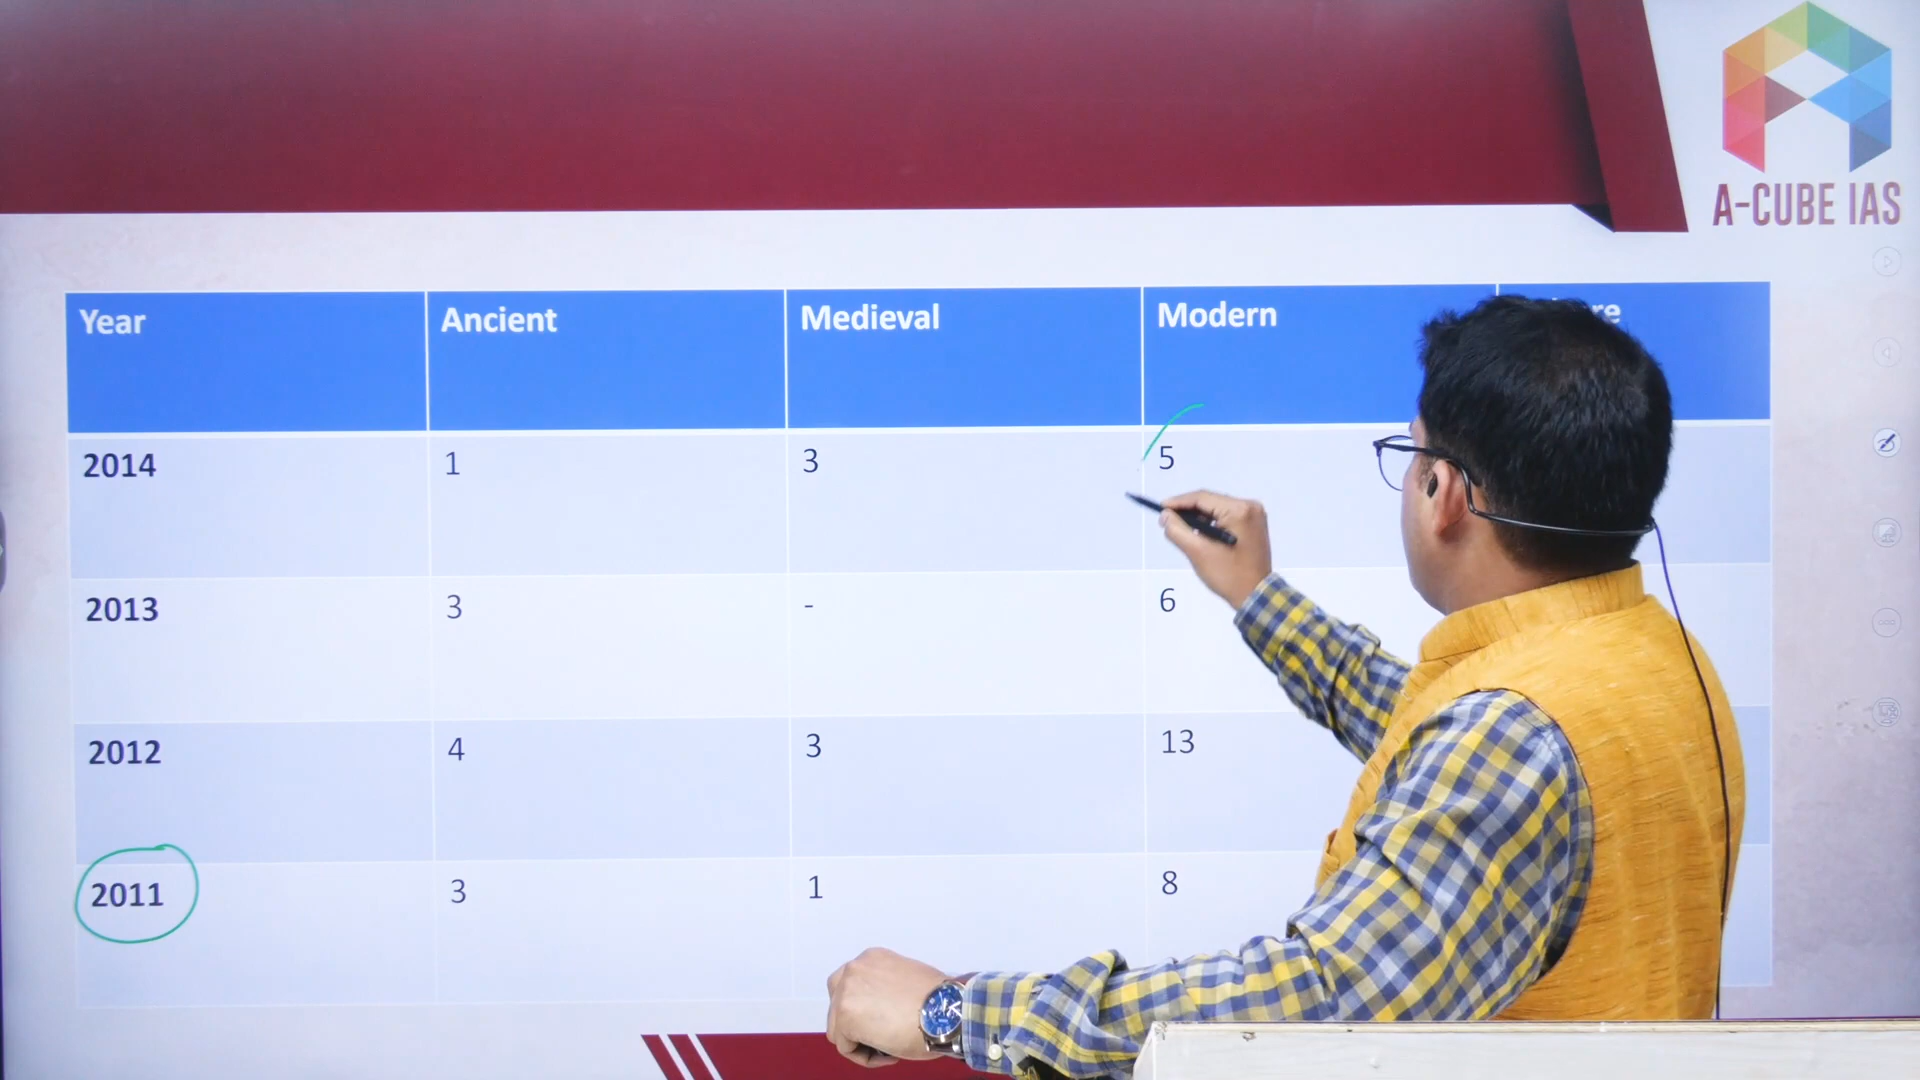 A-CUBE IAS
Year Ancient Medieval Modern
2014 1 3 5
2013 3 - 6
2012 4 3 13
2011 3 1 8